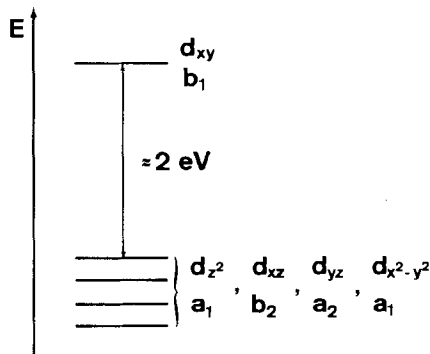 E
d_xy
b_1
≈2 eV
d_z² d_xz d_yz d_x²-y²
a_1 , b_2 , a_2 , a_1